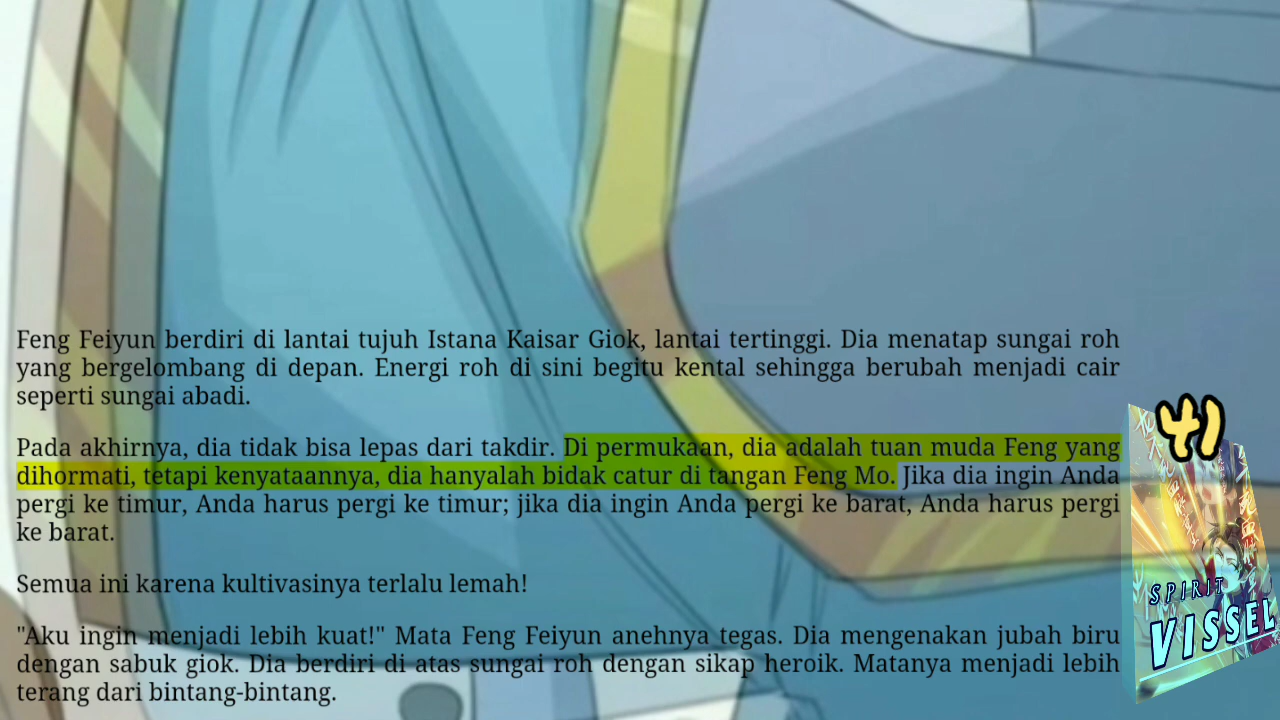 Feng Feiyun berdiri di lantai tujuh Istana Kaisar Giok, lantai tertinggi. Dia menatap sungai roh
yang bergelombang di depan. Energi roh di sini begitu kental sehingga berubah menjadi cair
seperti sungai abadi.
Pada akhirnya, dia tidak bisa lepas dari takdir. Di permukaan, dia adalah tuan muda Feng yang
dihormati, tetapi kenyataannya, dia hanyalah bidak catur di tangan Feng Mo. Jika dia ingin Anda
pergi ke timur, Anda harus pergi ke timur; jika dia ingin Anda pergi ke barat, Anda harus pergi
ke barat.
Semua ini karena kultivasinya terlalu lemah!
"Aku ingin menjadi lebih kuat!" Mata Feng Feiyun anehnya tegas. Dia mengenakan jubah biru
dengan sabuk giok. Dia berdiri di atas sungai roh dengan sikap heroik. Matanya menjadi lebih
terang dari bintang-bintang.
41
SPIRIT
VISSEL